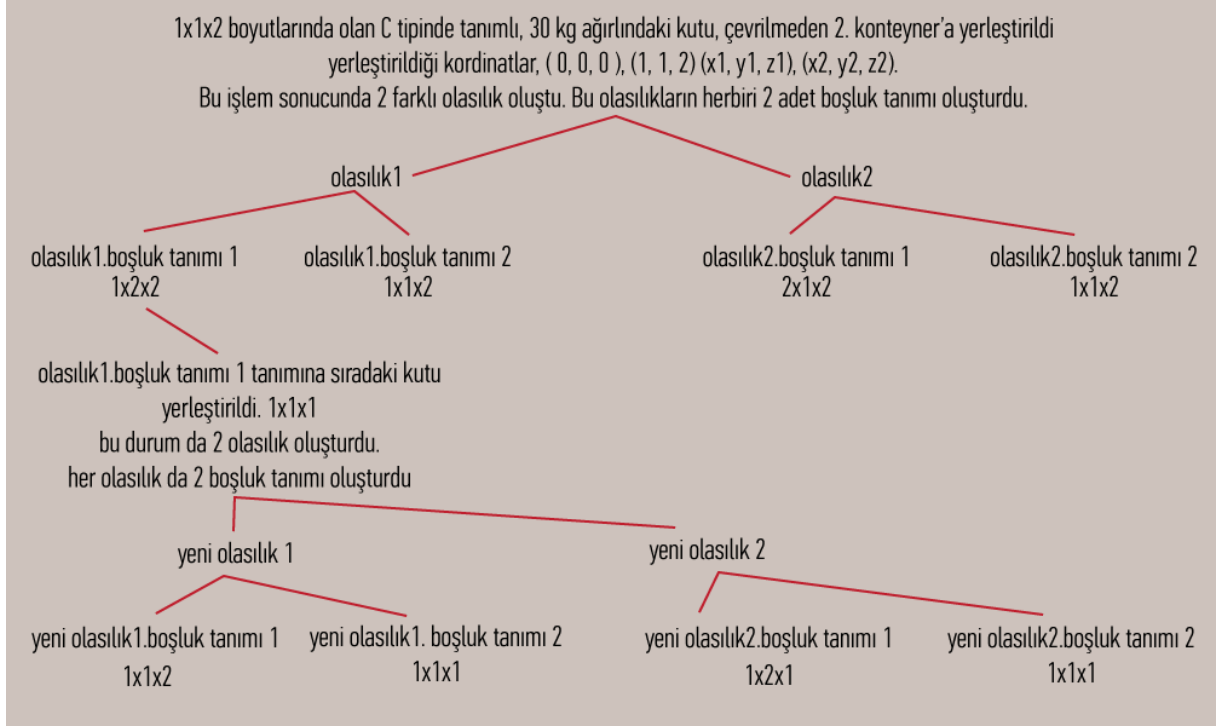 1x1x2 boyutlarında olan C tipinde tanımlı, 30 kg ağırlındaki kutu, çevrilmeden 2. konteyner'a yerleştirildi
yerleştirildiği kordinatlar, ( 0, 0, 0 ), (1, 1, 2) (x1, y1, z1), (x2, y2, z2).
Bu işlem sonucunda 2 farklı olasılık oluştu. Bu olasılıkların herbiri 2 adet boşluk tanımı oluşturdu.
olasılık1
olasılık2
olasılık1.boşluk tanımı 1
1x2x2
olasılık1.boşluk tanımı 2
1x1x2
olasılık2.boşluk tanımı 1
2x1x2
olasılık2.boşluk tanımı 2
1x1x2
olasılık1.boşluk tanımı 1 tanımına sıradaki kutu
yerleştirildi. 1x1x1
bu durum da 2 olasılık oluşturdu.
her olasılık da 2 boşluk tanımı oluşturdu
yeni olasılık 1
yeni olasılık 2
yeni olasılık1.boşluk tanımı 1
1x1x2
yeni olasılık1. boşluk tanımı 2
1x1x1
yeni olasılık2.boşluk tanımı 1
1x2x1
yeni olasılık2.boşluk tanımı 2
1x1x1